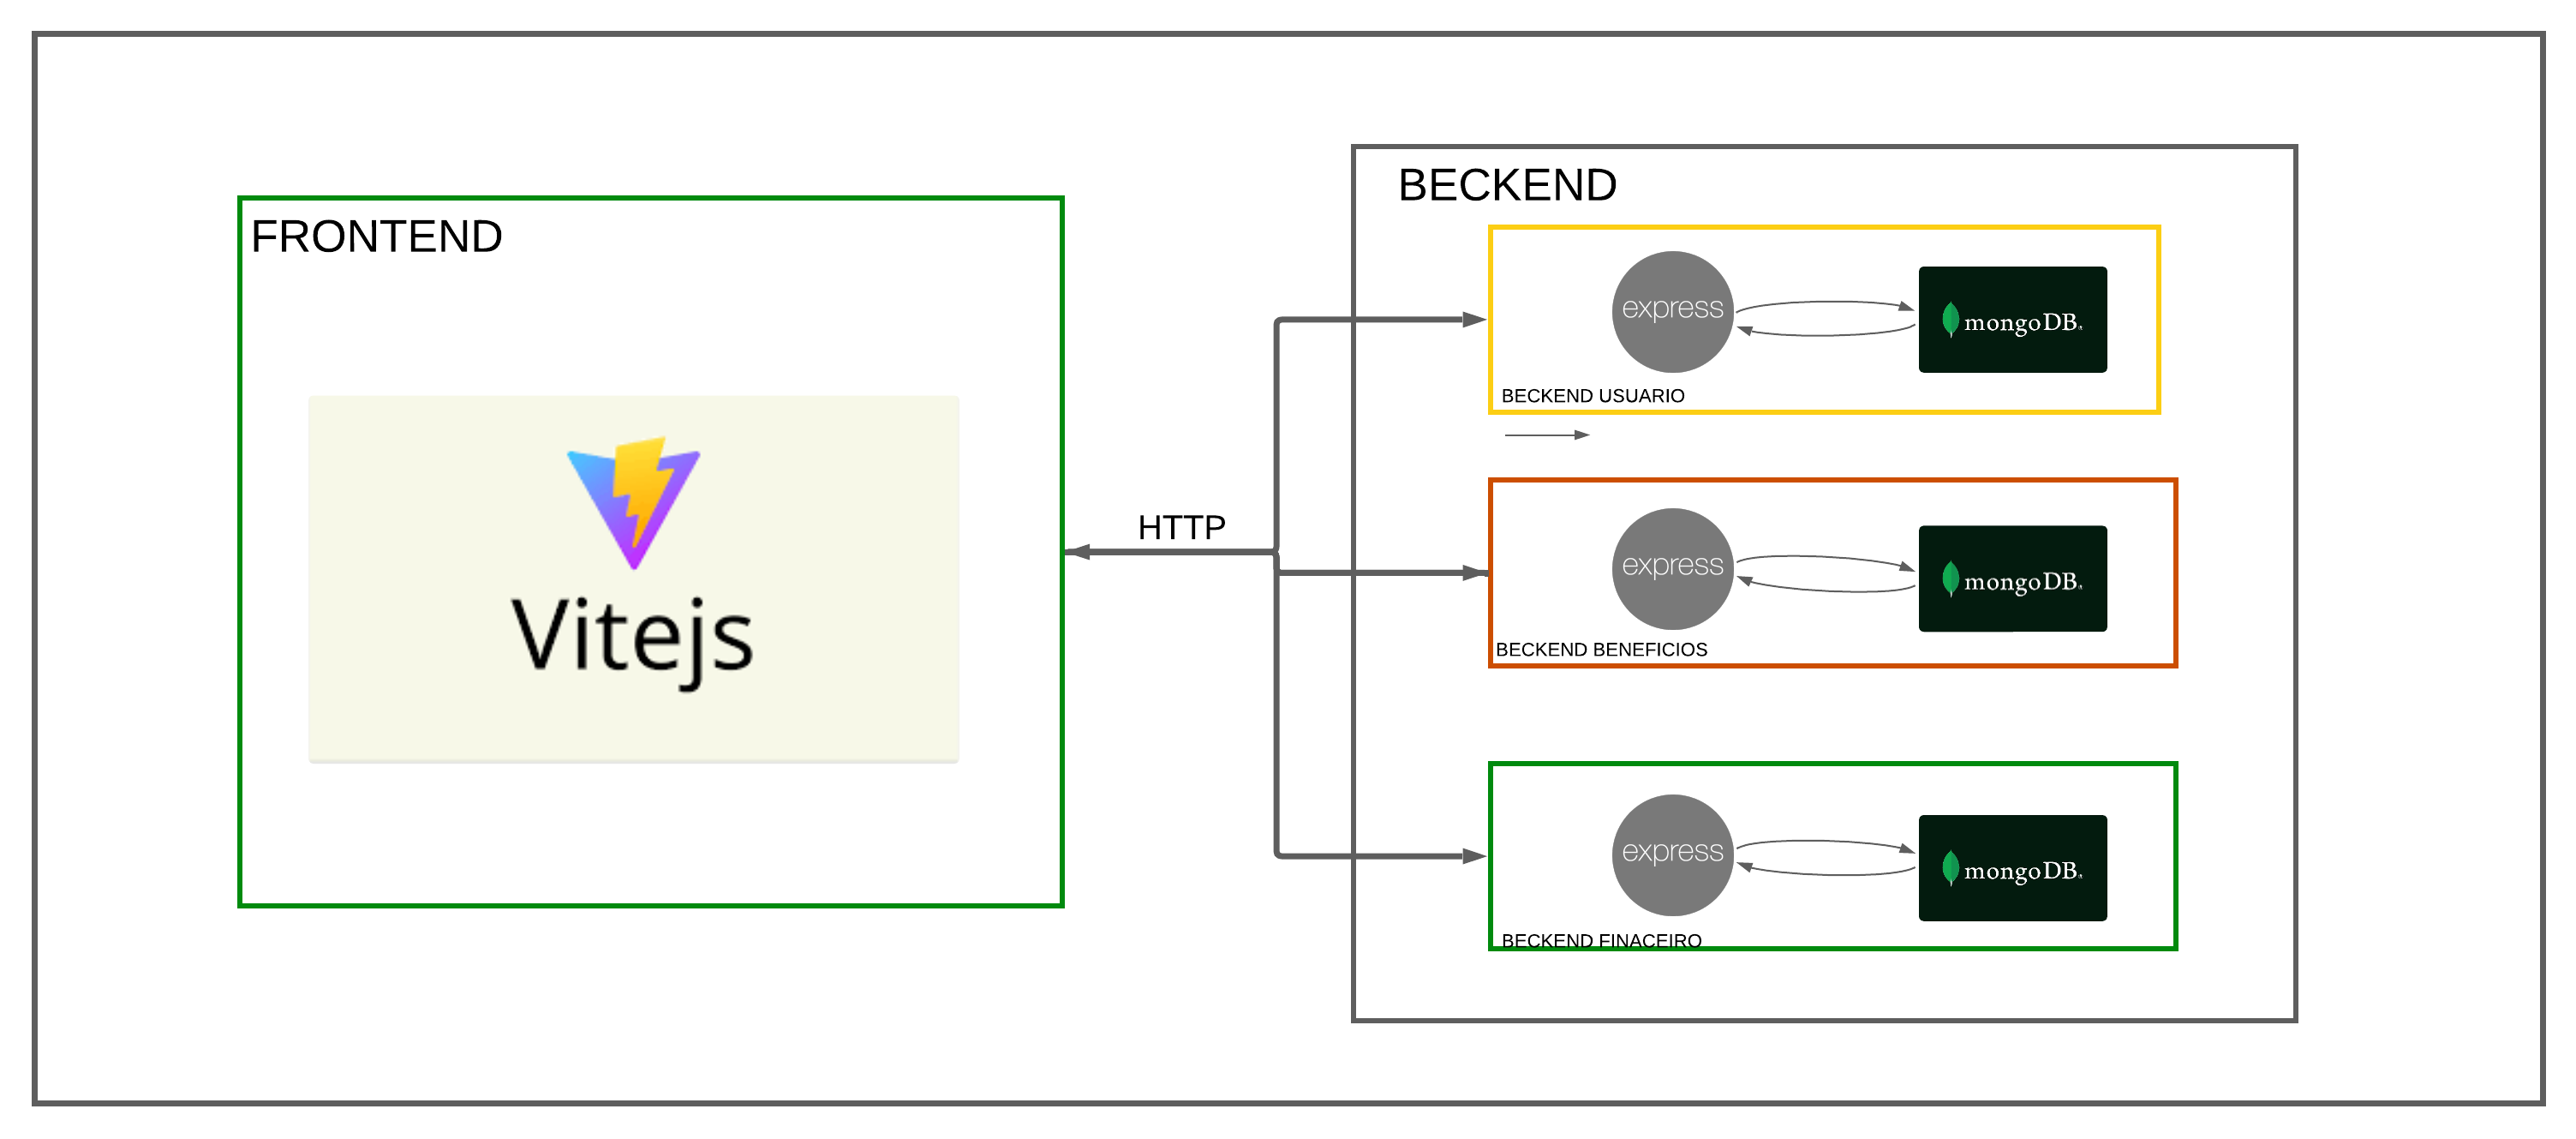 FRONTEND
Vitejs
HTTP
BECKEND
express
mongoDB
BECKEND USUARIO
express
mongoDB
BECKEND BENEFICIOS
express
mongoDB
BECKEND FINACEIRO